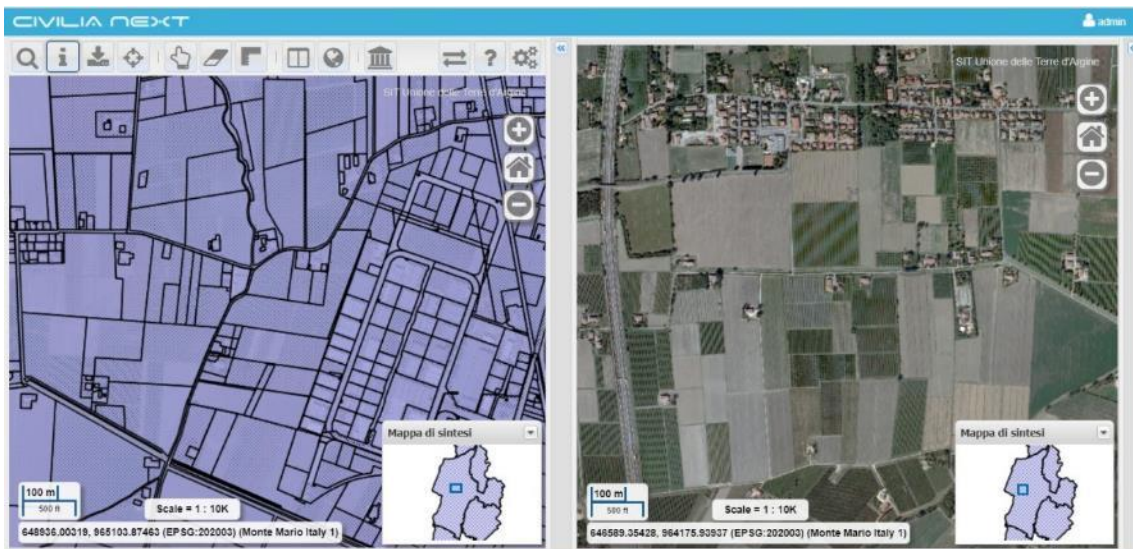 CIVILIA NEXT
admin
SIT Unione delle Terre d'Argine
Mappa di sintesi
100 m
500 ft
Scale = 1 : 10K
648936.00319, 965103.87463 (EPSG:202003) (Monte Mario Italy 1)
SIT Unione delle Terre d'Argine
Mappa di sintesi
100 m
500 ft
Scale = 1 : 10K
646589.35428, 964175.93937 (EPSG:202003) (Monte Mario Italy 1)